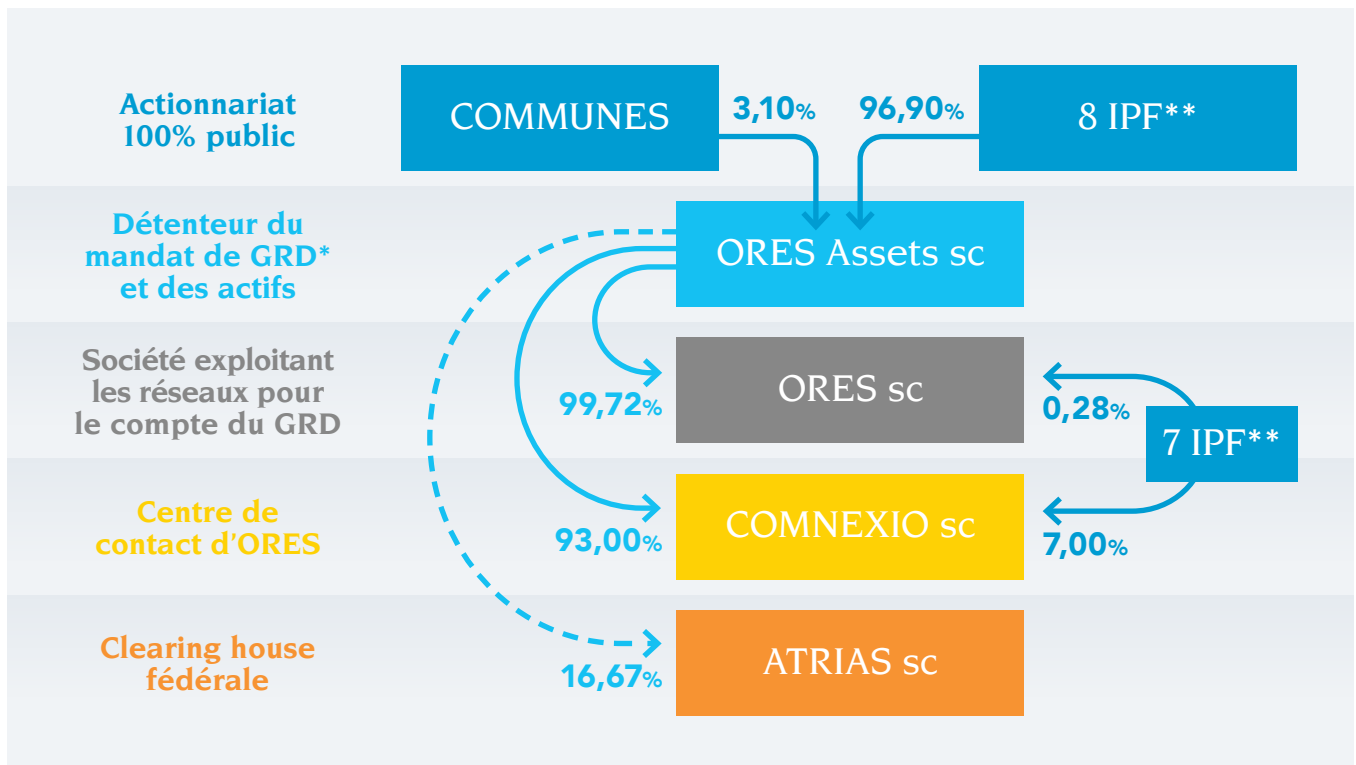 Actionnariat
100% public
COMMUNES
3,10%
96,90%
8 IPF**
Détenteur du
mandat de GRD*
et des actifs
ORES Assets sc
Société exploitant
les réseaux pour
le compte du GRD
99,72%
ORES sc
0,28%
7 IPF**
Centre de
contact d’ORES
93,00%
COMNEXIO sc
7,00%
Clearing house
fédérale
16,67%
ATRIAS sc